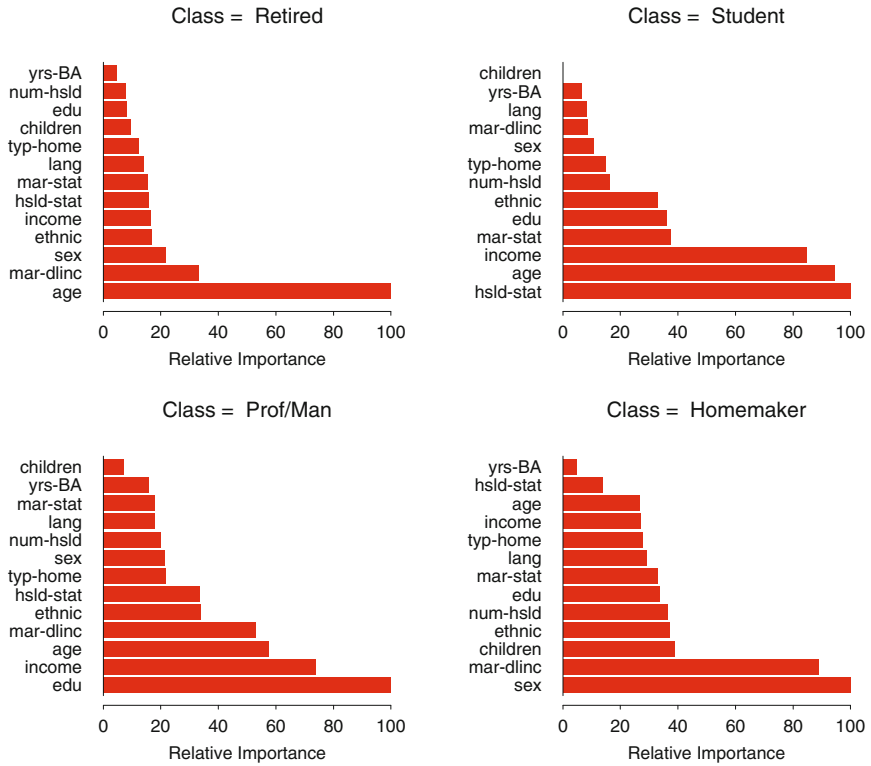 Class = Retired
yrs-BA
num-hsld
edu
children
typ-home
lang
mar-stat
hsld-stat
income
ethnic
sex
mar-dlinc
age
0 20 40 60 80 100
Relative Importance
Class = Student
children
yrs-BA
lang
mar-dlinc
sex
typ-home
num-hsld
ethnic
edu
mar-stat
income
age
hsld-stat
0 20 40 60 80 100
Relative Importance
Class = Prof/Man
children
yrs-BA
mar-stat
lang
num-hsld
sex
typ-home
hsld-stat
ethnic
mar-dlinc
age
income
edu
0 20 40 60 80 100
Relative Importance
Class = Homemaker
yrs-BA
hsld-stat
age
income
typ-home
lang
mar-stat
edu
num-hsld
ethnic
children
mar-dlinc
sex
0 20 40 60 80 100
Relative Importance